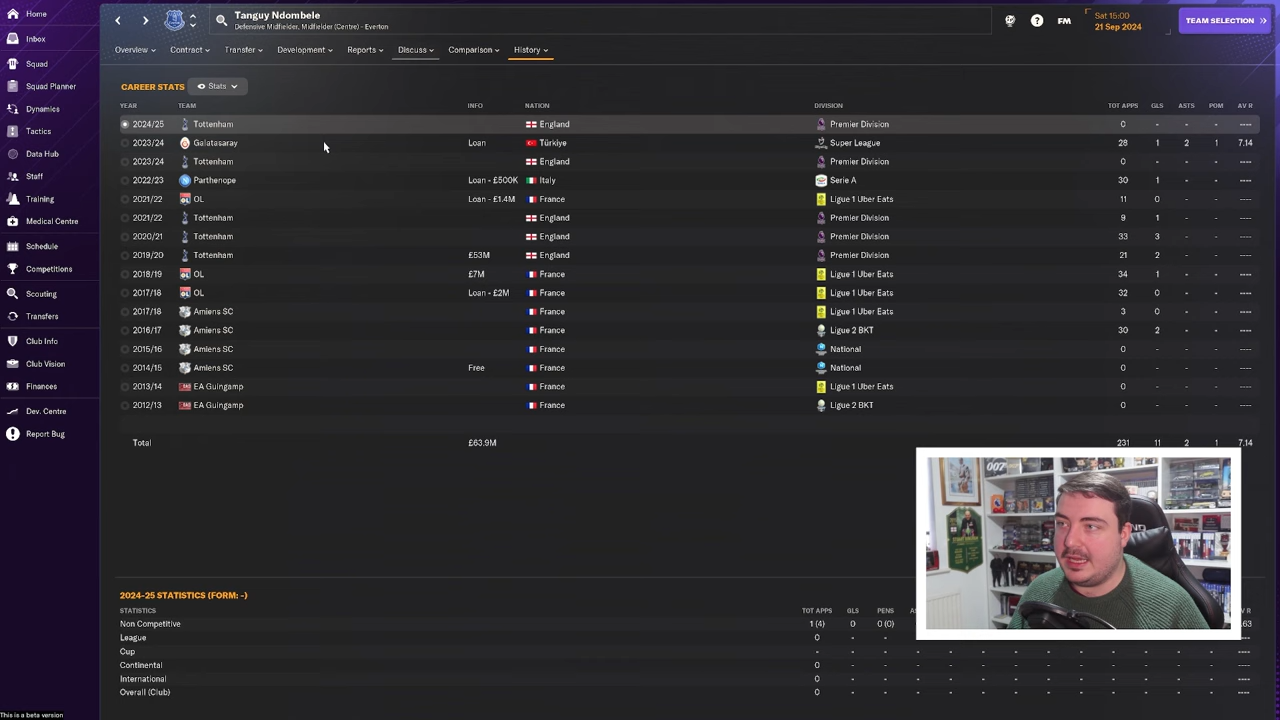 Home
Inbox
Squad
Squad Planner
Dynamics
Tactics
Data Hub
Staff
Training
Medical Centre
Schedule
Competitions
Scouting
Transfers
Club Info
Club Vision
Finances
Dev. Centre
Report Bug
This is a beta version
Tanguy Ndombele
Defensive Midfielder, Midfielder (Centre) - Everton
FM
Sat 15:00
21 Sep 2024
TEAM SELECTION
Overview Contract Transfer Development Reports Discuss Comparison History
CAREER STATS Stats
YEAR TEAM INFO NATION DIVISION TOT APPS GLS ASTS POM AV R
2024/25 Tottenham England Premier Division 0 - - - ----
2023/24 Galatasaray Loan Türkiye Super League 28 1 2 1 7.14
2023/24 Tottenham England Premier Division 0 - - - ----
2022/23 Parthenope Loan - £500K Italy Serie A 30 1 - - ----
2021/22 OL Loan - £1.4M France Ligue 1 Uber Eats 11 0 - - ----
2021/22 Tottenham England Premier Division 9 1 - - ----
2020/21 Tottenham England Premier Division 33 3 - - ----
2019/20 Tottenham £53M England Premier Division 21 2 - - ----
2018/19 OL £7M France Ligue 1 Uber Eats 34 1 - - ----
2017/18 OL Loan - £2M France Ligue 1 Uber Eats 32 0 - - ----
2017/18 Amiens SC France Ligue 1 Uber Eats 3 0 - - ----
2016/17 Amiens SC France Ligue 2 BKT 30 2 - - ----
2015/16 Amiens SC France National 0 - - - ----
2014/15 Amiens SC Free France National 0 - - - ----
2013/14 EA Guingamp France Ligue 1 Uber Eats 0 - - - ----
2012/13 EA Guingamp France Ligue 2 BKT 0 - - - ----
Total £63.9M 231 11 2 1 7.14
007
2024-25 STATISTICS (FORM: -)
STATISTICS TOT APPS GLS PENS AV R
Non Competitive 1 (4) 0 0 (0)
League 0 - - - - - - - - - ----
Cup - - - - - - - - - - ----
Continental 0 - - - - - - - - - ----
International 0 - - - - - - - - - ----
Overall (Club) 0 - - - - - - - - - ----